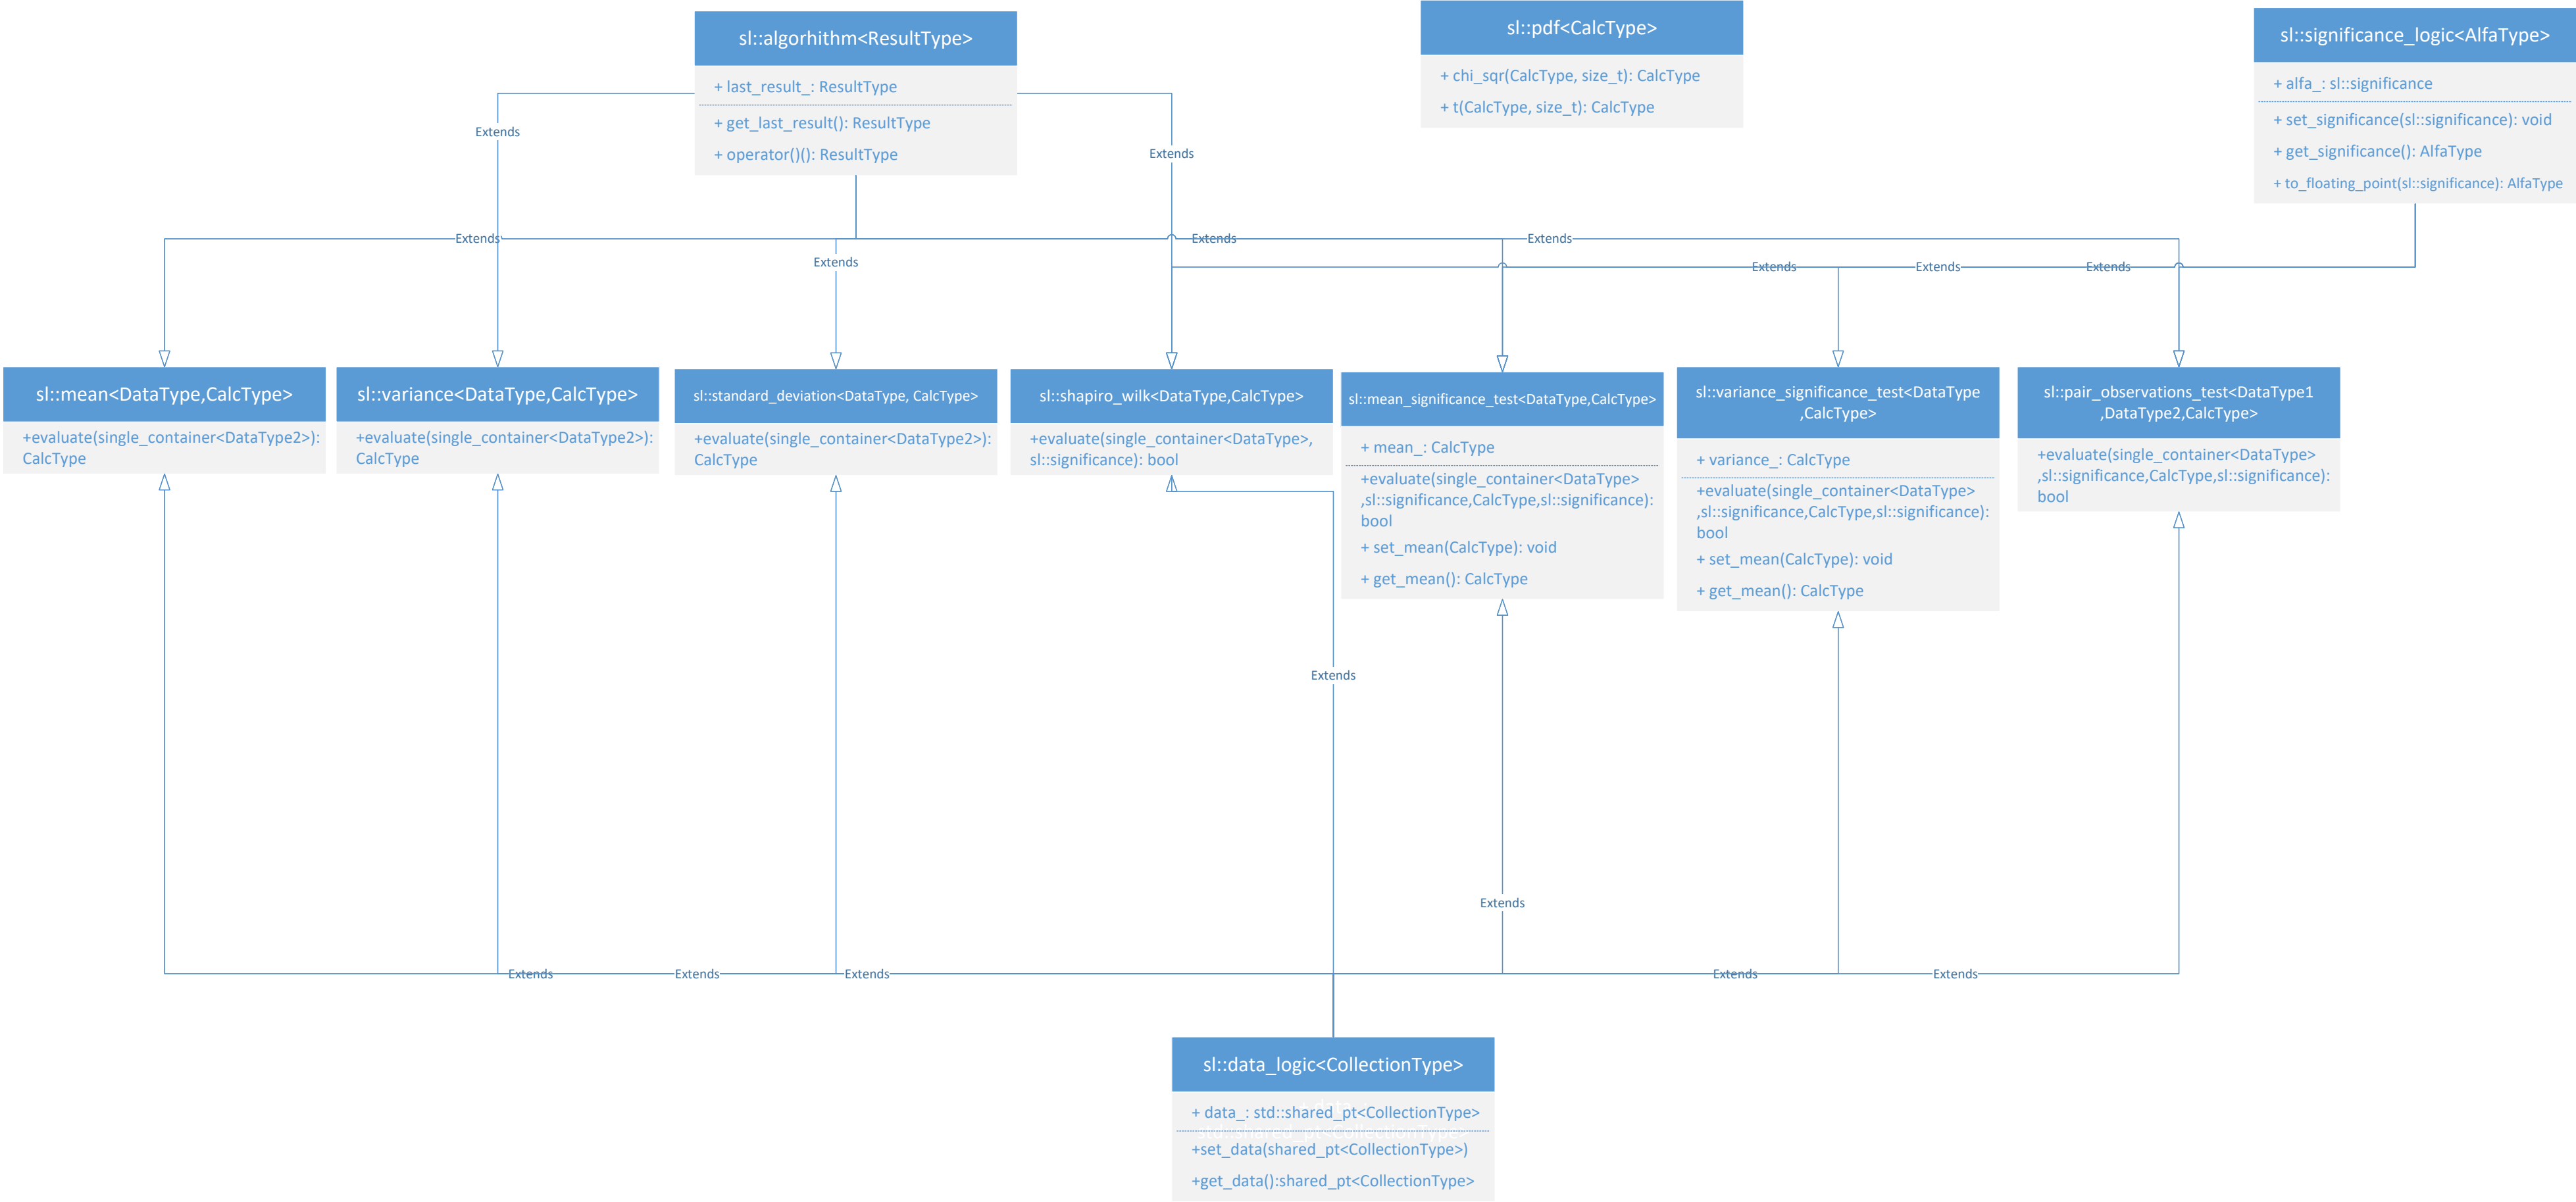 sl::algorhithm<ResultType>
+ last_result_: ResultType
+ get_last_result(): ResultType
+ operator()(): ResultType
sl::pdf<CalcType>
+ chi_sqr(CalcType, size_t): CalcType
+ t(CalcType, size_t): CalcType
sl::significance_logic<AlfaType>
+ alfa_: sl::significance
+ set_significance(sl::significance): void
+ get_significance(): AlfaType
+ to_floating_point(sl::significance): AlfaType
Extends
Extends
Extends
Extends
Extends
Extends
Extends
Extends
Extends
sl::mean<DataType,CalcType>
+evaluate(single_container<DataType2>):
CalcType
sl::variance<DataType,CalcType>
+evaluate(single_container<DataType2>):
CalcType
sl::standard_deviation<DataType, CalcType>
+evaluate(single_container<DataType2>):
CalcType
sl::shapiro_wilk<DataType,CalcType>
+evaluate(single_container<DataType>,
sl::significance): bool
sl::mean_significance_test<DataType,CalcType>
+ mean_: CalcType
+evaluate(single_container<DataType>
,sl::significance,CalcType,sl::significance):
bool
+ set_mean(CalcType): void
+ get_mean(): CalcType
sl::variance_significance_test<DataType
,CalcType>
+ variance_: CalcType
+evaluate(single_container<DataType>
,sl::significance,CalcType,sl::significance):
bool
+ set_mean(CalcType): void
+ get_mean(): CalcType
sl::pair_observations_test<DataType1
,DataType2,CalcType>
+evaluate(single_container<DataType>
,sl::significance,CalcType,sl::significance):
bool
Extends
Extends
Extends
Extends
Extends
Extends
Extends
sl::data_logic<CollectionType>
+ data_: std::shared_pt<CollectionType>
+set_data(shared_pt<CollectionType>)
+get_data():shared_pt<CollectionType>